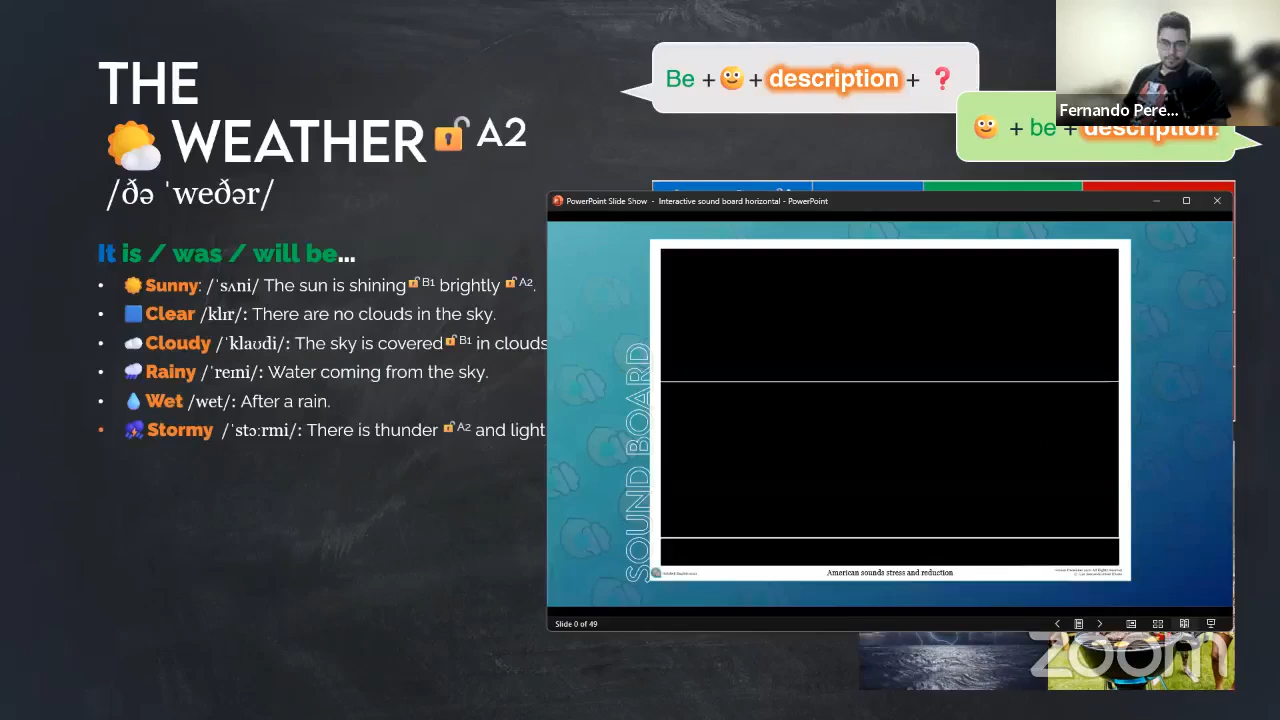 THE
WEATHER A2
/ðə ˈweðər/
It is / was / will be...
Sunny: /ˈsʌni/ The sun is shining B1 brightly A2.
Clear /klɪr/: There are no clouds in the sky.
Cloudy /ˈklaʊdi/: The sky is covered B1 in clouds
Rainy /ˈreɪni/: Water coming from the sky.
Wet /wet/: After a rain.
Stormy /ˈstɔːrmi/: There is thunder A2 and light
Be + + description + ?
+ be + description.
Fernando Pere...
PowerPoint Slide Show - Interactive sound board horizontal - PowerPoint
SOUND BOARD
American sounds stress and reduction
Slide 0 of 49
zoom